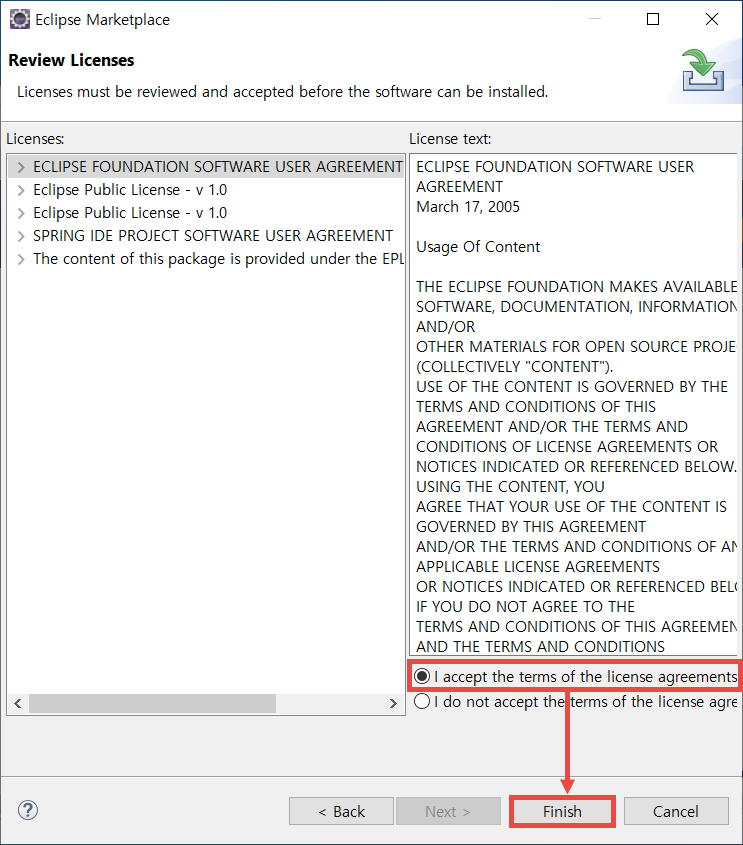 Eclipse Marketplace
Review Licenses
Licenses must be reviewed and accepted before the software can be installed.
Licenses:
ECLIPSE FOUNDATION SOFTWARE USER AGREEMENT
Eclipse Public License - v 1.0
Eclipse Public License - v 1.0
SPRING IDE PROJECT SOFTWARE USER AGREEMENT
The content of this package is provided under the EPL
License text:
ECLIPSE FOUNDATION SOFTWARE USER
AGREEMENT
March 17, 2005
Usage Of Content
THE ECLIPSE FOUNDATION MAKES AVAILABLE
SOFTWARE, DOCUMENTATION, INFORMATION
AND/OR
OTHER MATERIALS FOR OPEN SOURCE PROJE
(COLLECTIVELY "CONTENT").
USE OF THE CONTENT IS GOVERNED BY THE
TERMS AND CONDITIONS OF THIS
AGREEMENT AND/OR THE TERMS AND
CONDITIONS OF LICENSE AGREEMENTS OR
NOTICES INDICATED OR REFERENCED BELOW.
USING THE CONTENT, YOU
AGREE THAT YOUR USE OF THE CONTENT IS
GOVERNED BY THIS AGREEMENT
AND/OR THE TERMS AND CONDITIONS OF AN
APPLICABLE LICENSE AGREEMENTS
OR NOTICES INDICATED OR REFERENCED BEL
IF YOU DO NOT AGREE TO THE
TERMS AND CONDITIONS OF THIS AGREEMEN
AND THE TERMS AND CONDITIONS
I accept the terms of the license agreements
I do not accept the terms of the license agre
?
< Back
Next >
Finish
Cancel